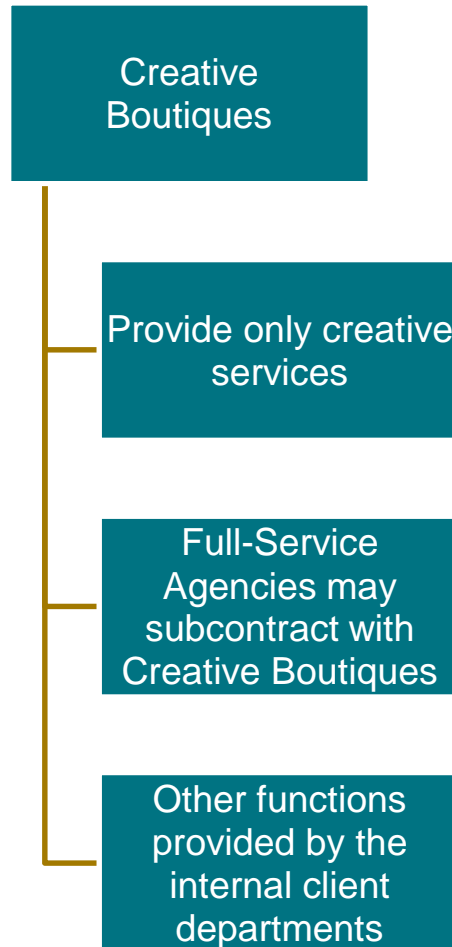 Creative
Boutiques
Provide only creative
services
Full-Service
Agencies may
subcontract with
Creative Boutiques
Other functions
provided by the
internal client
departments